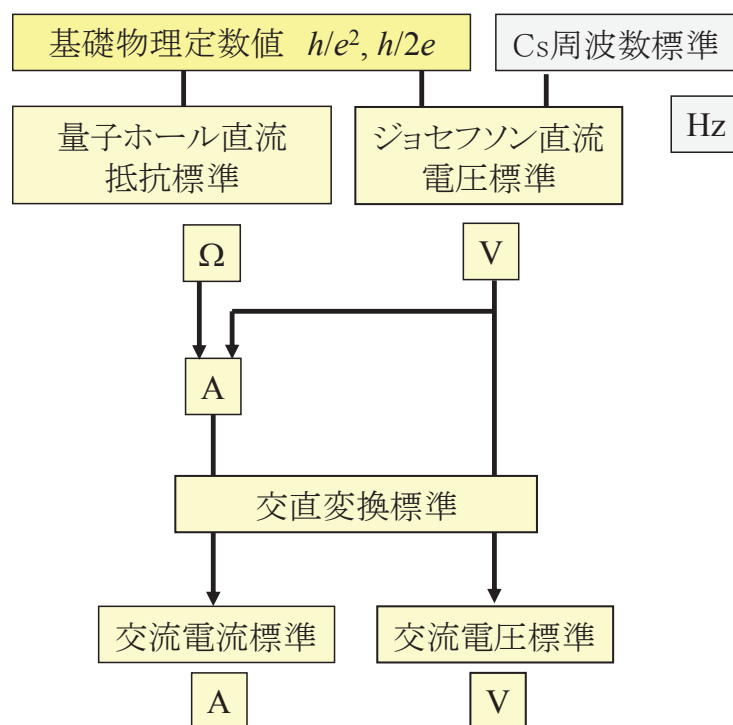 基礎物理定数値 h/e², h/2e
Cs周波数標準
Hz
量子ホール直流
抵抗標準
ジョセフソン直流
電圧標準
Ω
V
A
交直変換標準
交流電流標準
交流電圧標準
A
V